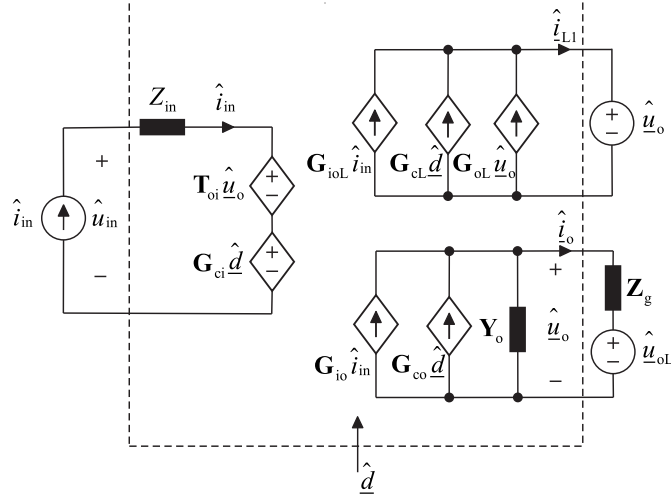 î_L1
Z_in î_in
+ −
û_o
G_ioL î_in G_cL d̂ G_oL û_o
+
T_oi û_o + −
î_in û_in
G_ci d̂ + −
−
î_o
+
Z_g
Y_o û_o
+ − û_oL
G_io î_in G_co d̂
−
d̂